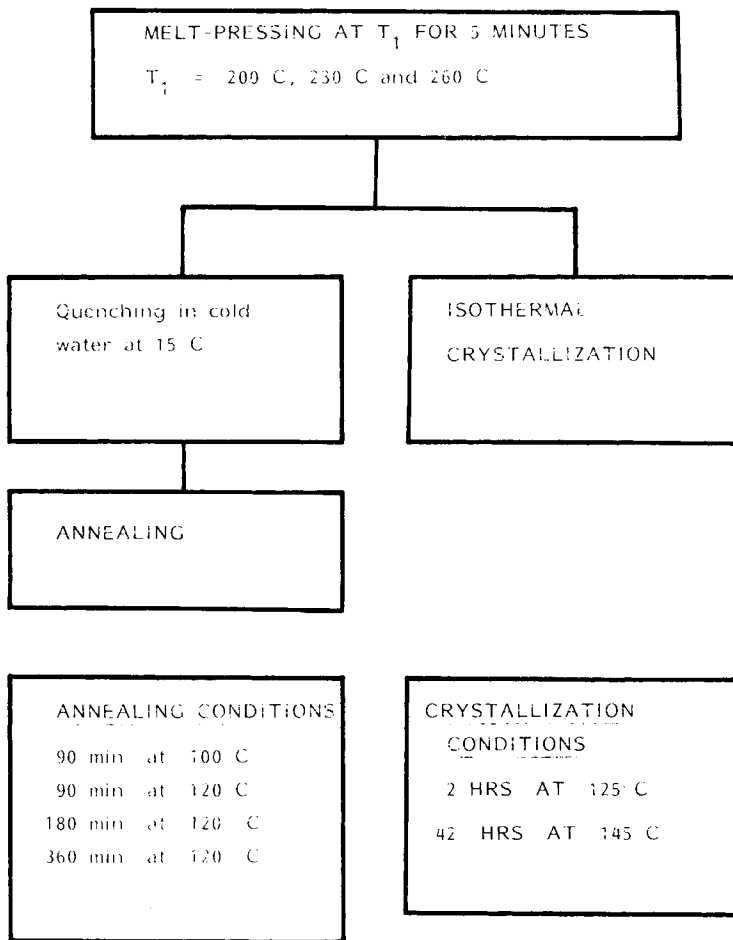 MELT-PRESSING AT T1 FOR 5 MINUTES
T1 = 200 C, 230 C and 260 C
Quenching in cold
water at 15 C
ISOTHERMAL
CRYSTALLIZATION
ANNEALING
ANNEALING CONDITIONS
90 min at 100 C
90 min at 120 C
180 min at 120 C
360 min at 120 C
CRYSTALLIZATION
CONDITIONS
2 HRS AT 125 C
42 HRS AT 145 C